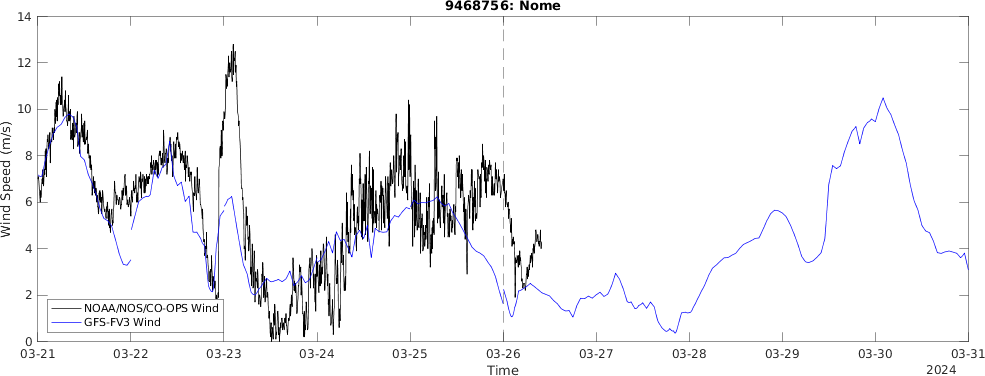 9468756: Nome
14
12
10
8
6
4
2
0
Wind Speed (m/s)
NOAA/NOS/CO-OPS Wind
GFS-FV3 Wind
03-21 03-22 03-23 03-24 03-25 03-26 03-27 03-28 03-29 03-30 03-31
Time
2024